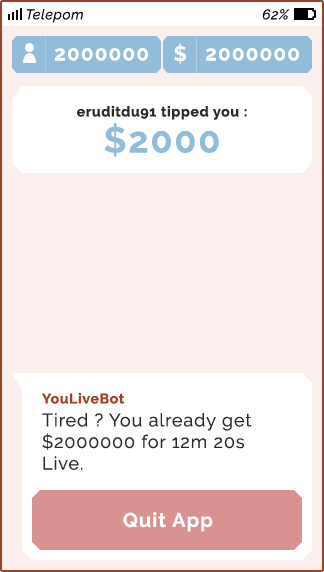 Telepom 62%
2000000 $ 2000000
eruditdu91 tipped you :
$2000
YouLiveBot
Tired ? You already get
$2000000 for 12m 20s
Live.
Quit App